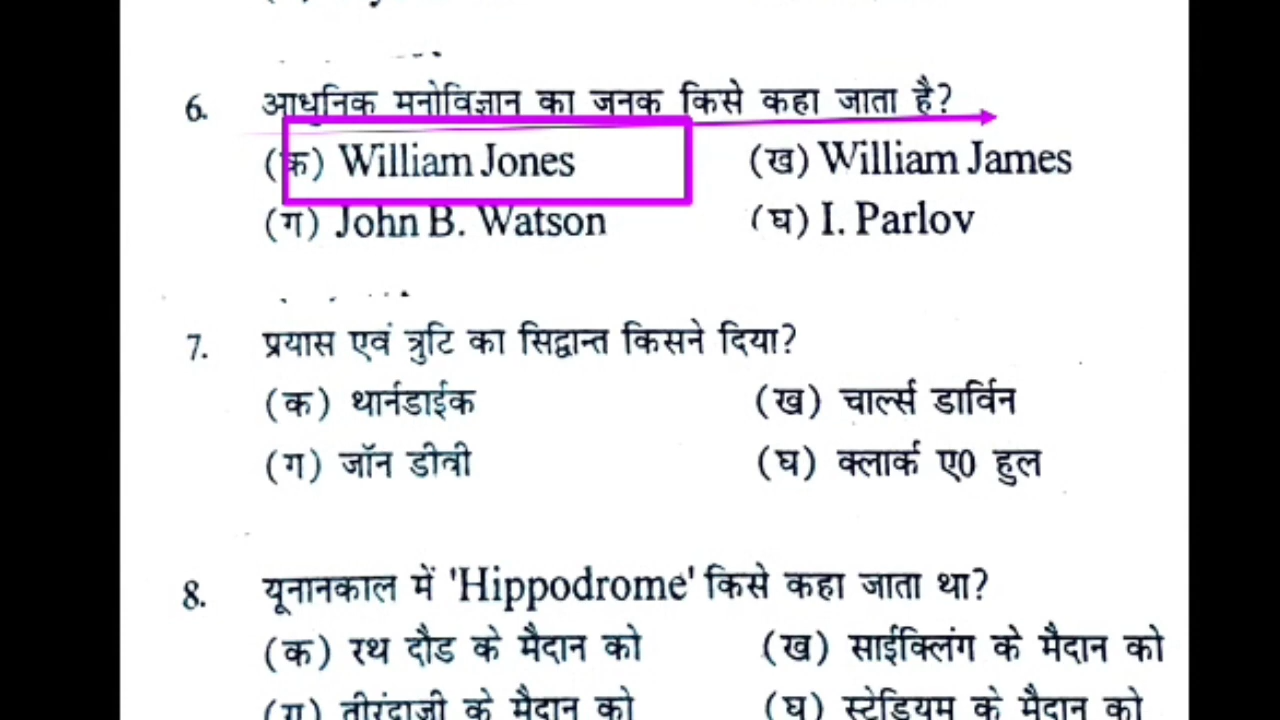 6. आधुनिक मनोविज्ञान का जनक किसे कहा जाता है?
(क) William Jones (ख) William James
(ग) John B. Watson (घ) I. Parlov
7. प्रयास एवं त्रुटि का सिद्वान्त किसने दिया?
(क) थार्नडाईक (ख) चार्ल्स डार्विन
(ग) जॉन डीवी (घ) क्लार्क ए0 हुल
8. यूनानकाल में 'Hippodrome' किसे कहा जाता था?
(क) रथ दौड के मैदान को (ख) साईक्लिंग के मैदान को
(ग) तीरंदाजी के मैदान को (घ) स्टेडियम के मैदान को